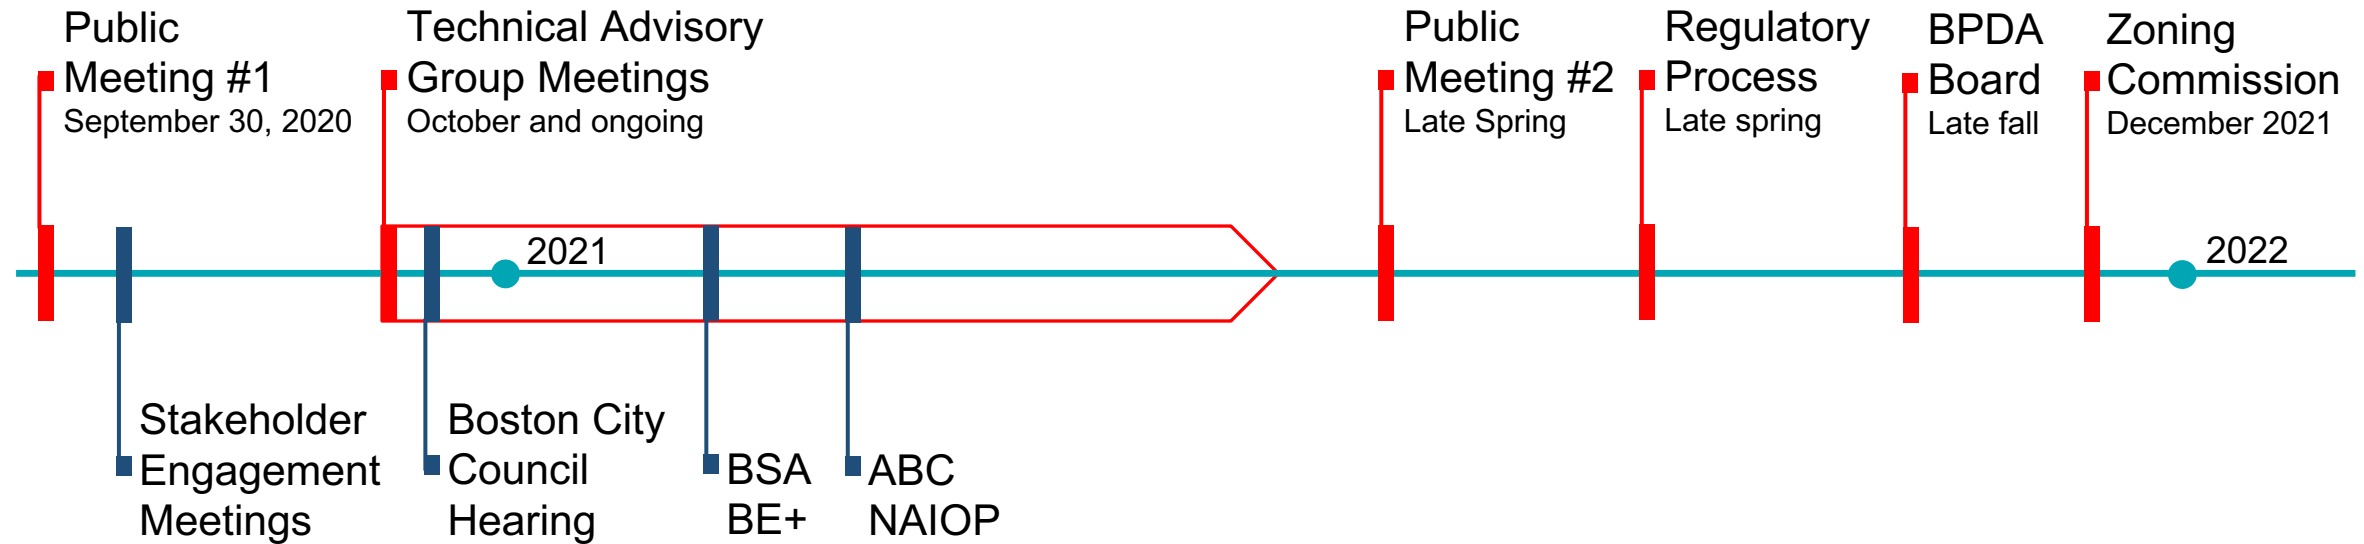 Public
Meeting #1
September 30, 2020
Technical Advisory
Group Meetings
October and ongoing
Public
Meeting #2
Late Spring
Regulatory
Process
Late spring
BPDA
Board
Late fall
Zoning
Commission
December 2021
2021
2022
Stakeholder
Engagement
Meetings
Boston City
Council
Hearing
BSA
BE+
ABC
NAIOP